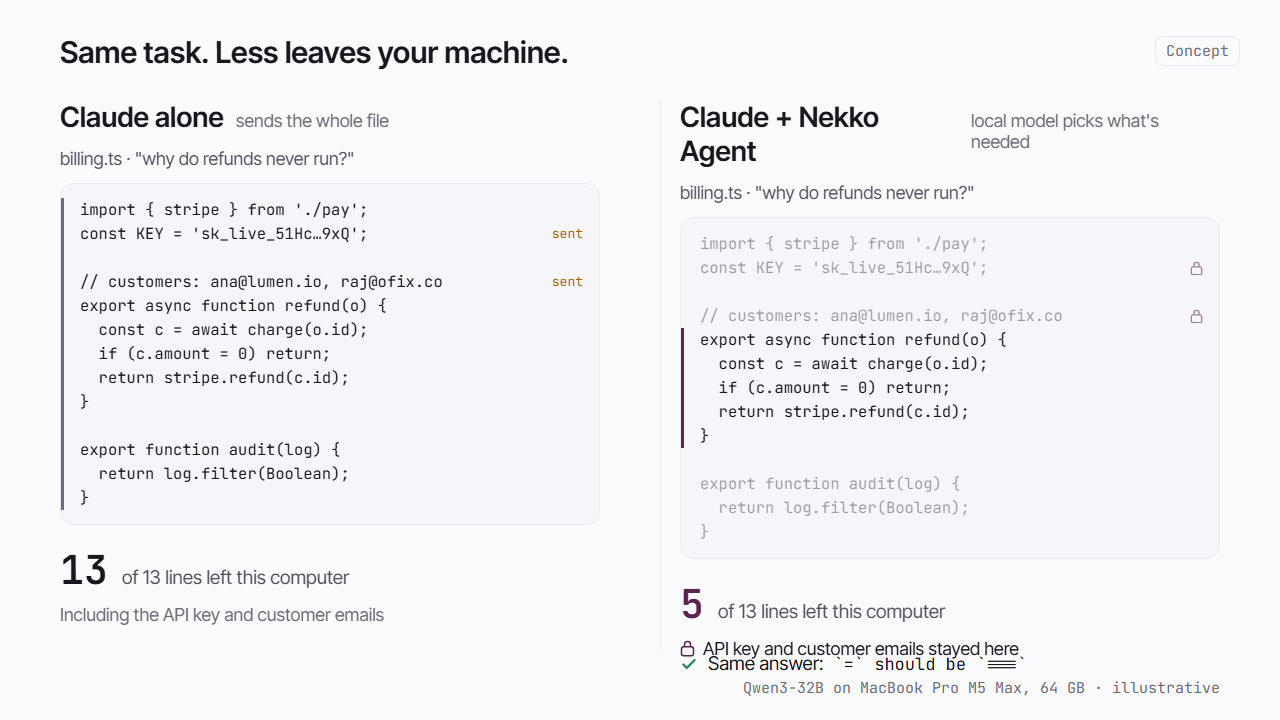 Same task. Less leaves your machine.
Concept
Claude alone sends the whole file
billing.ts · "why do refunds never run?"
import { stripe } from './pay';
const KEY = 'sk_live_51Hc…9xQ'; sent
// customers: ana@lumen.io, raj@ofix.co sent
export async function refund(o) {
  const c = await charge(o.id);
  if (c.amount = 0) return;
  return stripe.refund(c.id);
}
export function audit(log) {
  return log.filter(Boolean);
}
13 of 13 lines left this computer
Including the API key and customer emails
Claude + Nekko
Agent
local model picks what's
needed
billing.ts · "why do refunds never run?"
import { stripe } from './pay';
const KEY = 'sk_live_51Hc…9xQ';
// customers: ana@lumen.io, raj@ofix.co
export async function refund(o) {
  const c = await charge(o.id);
  if (c.amount = 0) return;
  return stripe.refund(c.id);
}
export function audit(log) {
  return log.filter(Boolean);
}
5 of 13 lines left this computer
API key and customer emails stayed here
Same answer: `=` should be `===`
Qwen3-32B on MacBook Pro M5 Max, 64 GB · illustrative